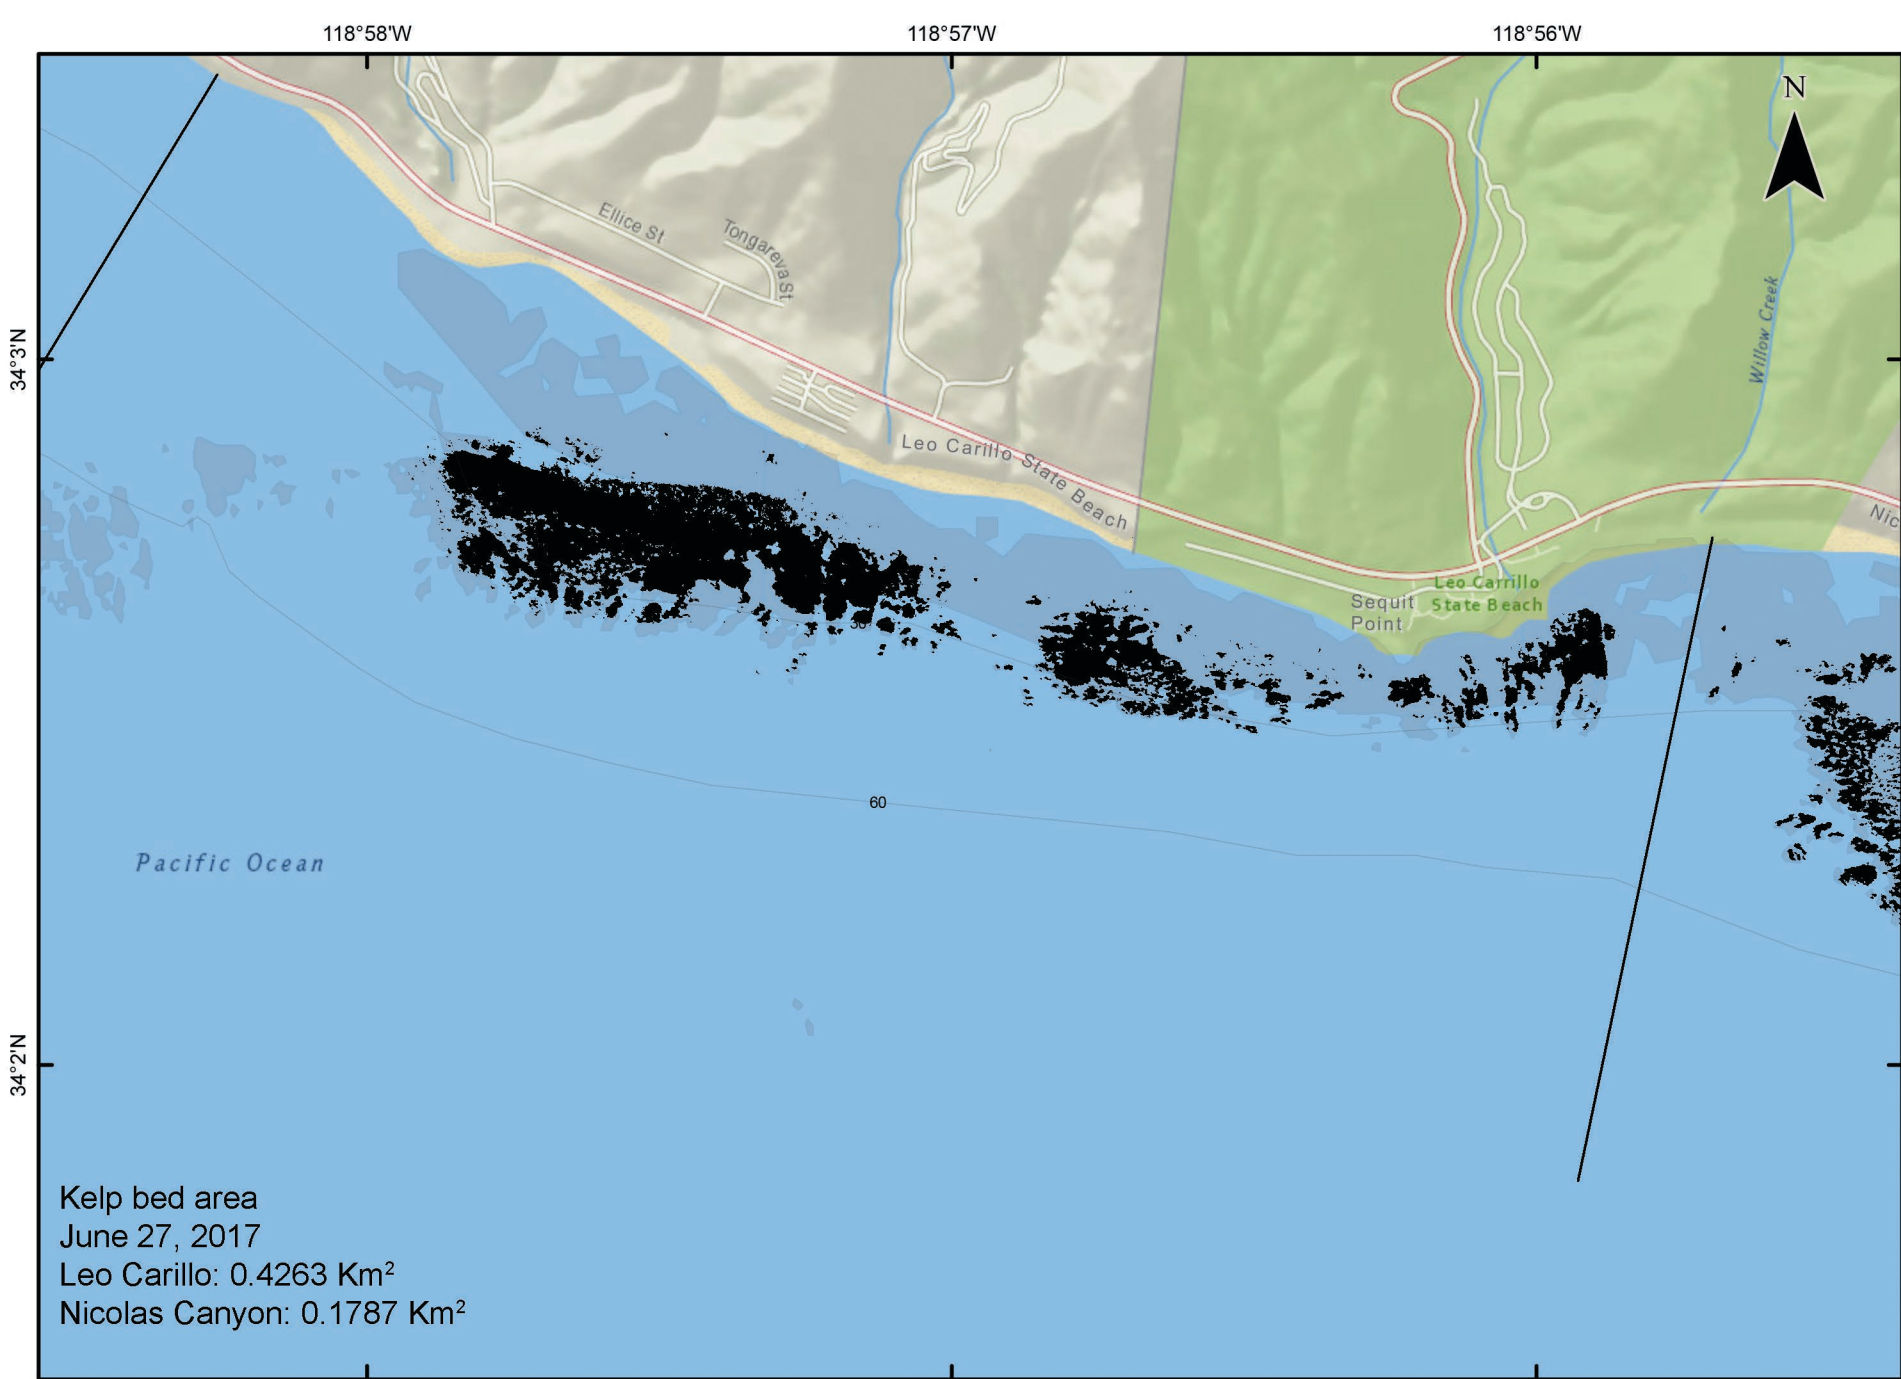 118°58'W
118°57'W
118°56'W
N
34°3'N
34°2'N
Ellice St
Tongareva St
Willow Creek
Leo Carillo State Beach
Nic
Leo Carrillo
State Beach
Sequit
Point
60
Pacific Ocean
Kelp bed area
June 27, 2017
Leo Carillo: 0.4263 Km²
Nicolas Canyon: 0.1787 Km²